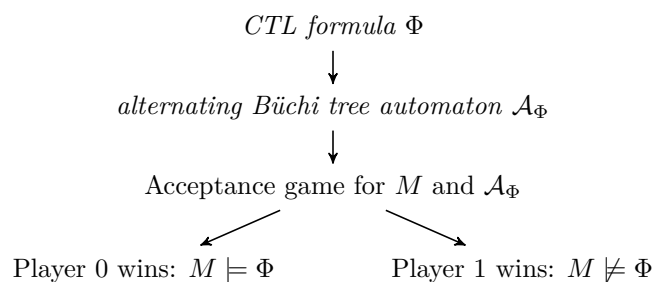 CTL formula Φ
alternating Büchi tree automaton 𝒜_Φ
Acceptance game for M and 𝒜_Φ
Player 0 wins: M ⊨ Φ
Player 1 wins: M ⊭ Φ